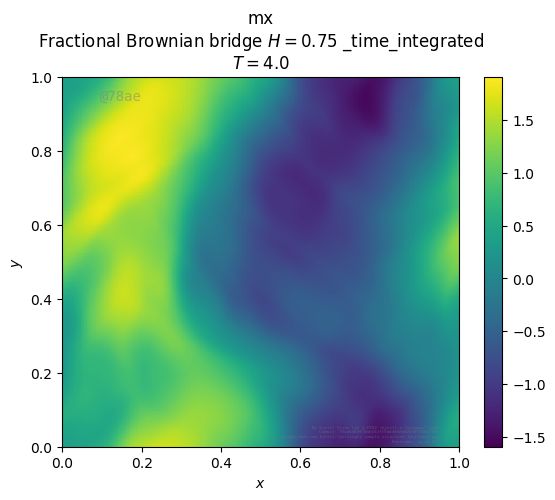 mx
Fractional Brownian bridge H = 0.75 _time_integrated
T = 4.0
@78ae
1.0
0.8
0.6
0.4
0.2
0.0
y
0.0 0.2 0.4 0.6 0.8 1.0
x
1.5
1.0
0.5
0.0
−0.5
−1.0
−1.5